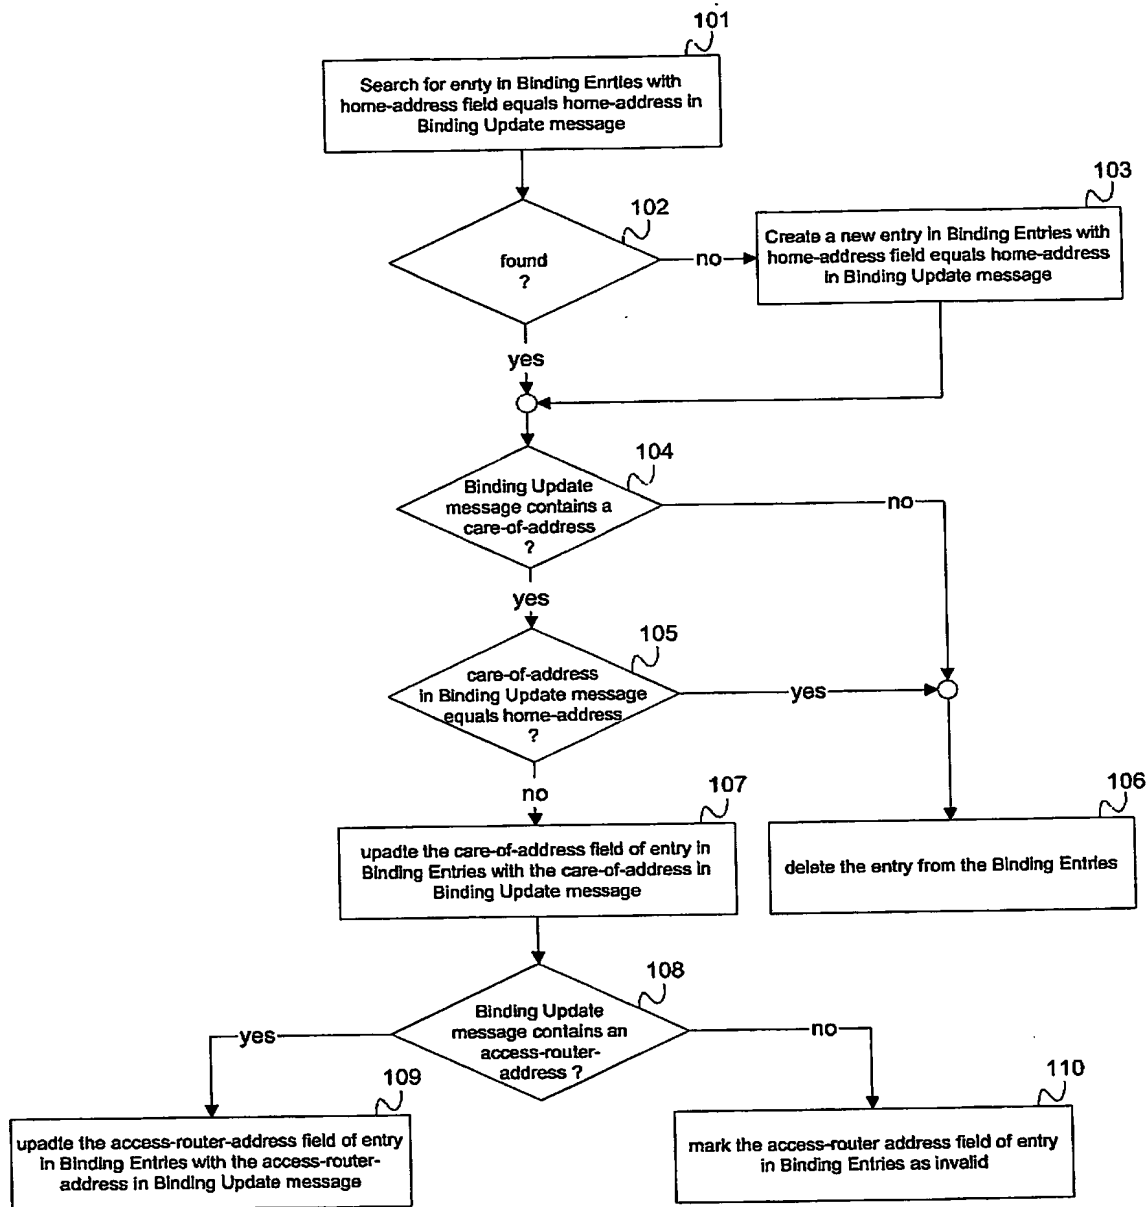 101
Search for enrty in Binding Enrtles with
home-address field equals home-address in
Binding Update message
102
found
?
no
103
Create a new entry in Binding Entries with
home-address field equals home-address
in Binding Update message
yes
104
Binding Update
message contains a
care-of-address
?
no
yes
105
care-of-address
in Binding Update message
equals home-address
?
yes
no
106
delete the entry from the Binding Entries
107
upadte the care-of-address field of entry in
Binding Entries with the care-of-address in
Binding Update message
108
Binding Update
message contains an
access-router-
address ?
yes
no
109
upadte the access-router-address field of entry
in Binding Entries with the access-router-
address in Binding Update message
110
mark the access-router address field of entry
in Binding Entries as invalid